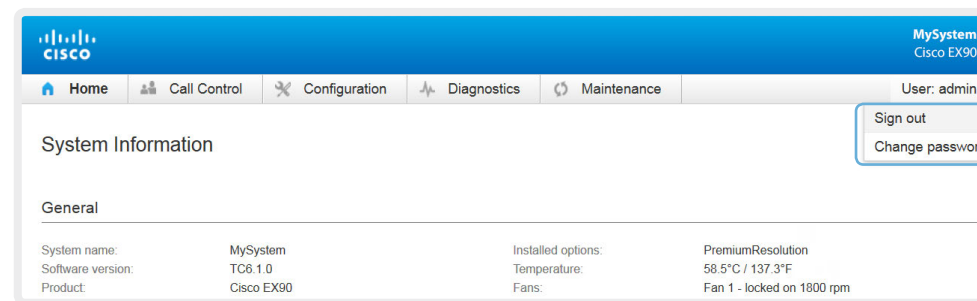 MySystem
CISCO
Cisco EX90
Home Call Control Configuration Diagnostics Maintenance User: admin
Sign out
System Information
Change passwor
General
System name: MySystem Installed options: PremiumResolution
Software version: TC6.1.0 Temperature: 58.5°C / 137.3°F
Product: Cisco EX90 Fans: Fan 1 - locked on 1800 rpm